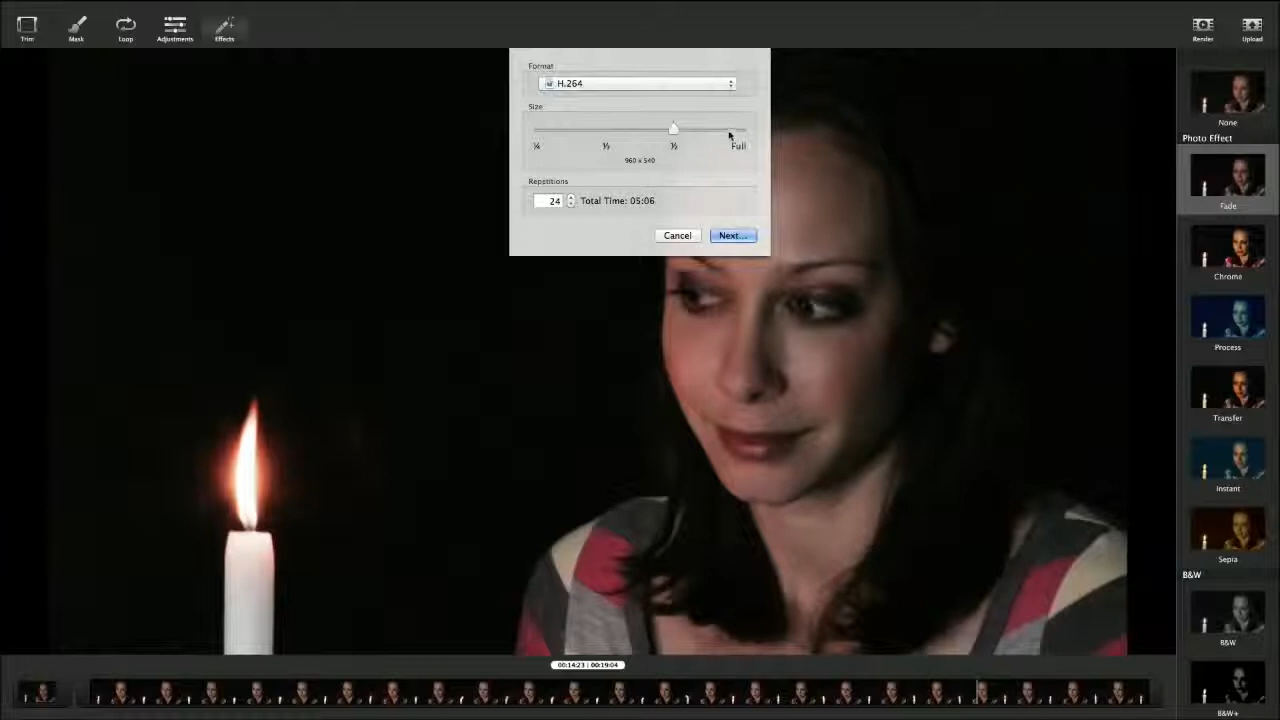 Trim
Mask
Loop
Adjustments
Effects
Render
Upload
Format
H.264
Size
¼
⅓
½
Full
960 x 540
Repetitions
24
Total Time: 05:06
Cancel
Next...
None
Photo Effect
Fade
Chrome
Process
Transfer
Instant
Sepia
B&W
B&W
B&W+
00:14:23 | 00:19:04